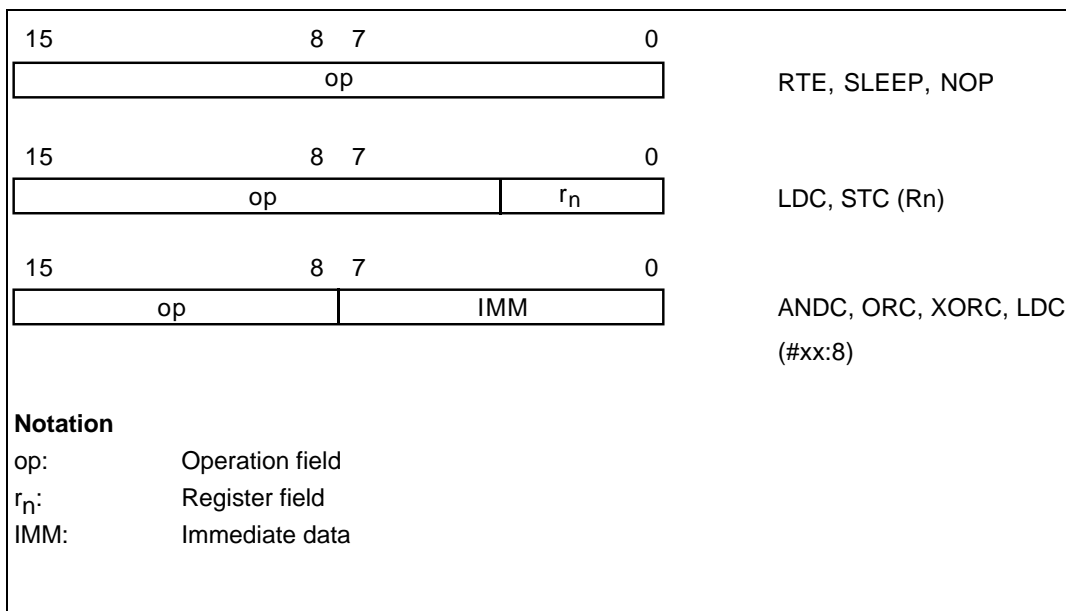 15 8 7 0
op RTE, SLEEP, NOP
15 8 7 0
op rn LDC, STC (Rn)
15 8 7 0
op IMM ANDC, ORC, XORC, LDC
(#xx:8)
Notation
op: Operation field
rn: Register field
IMM: Immediate data